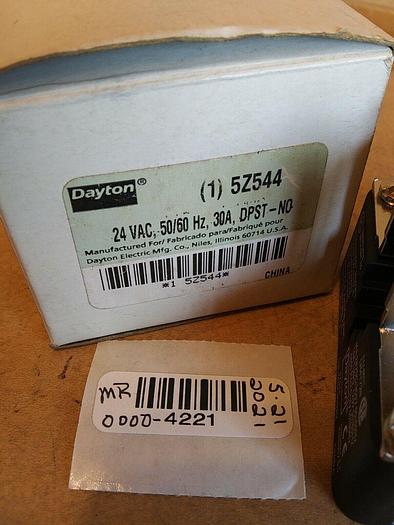 Dayton® (1) 5Z544
24 VAC, 50/60 Hz, 30A, DPST-NO
Manufactured For/ Fabricado para/Fabriqué pour
Dayton Electric Mfg. Co., Niles, Illinois 60714 U.S.A.
*1 5Z544* CHINA
MR
0000-4221
5-21
2021